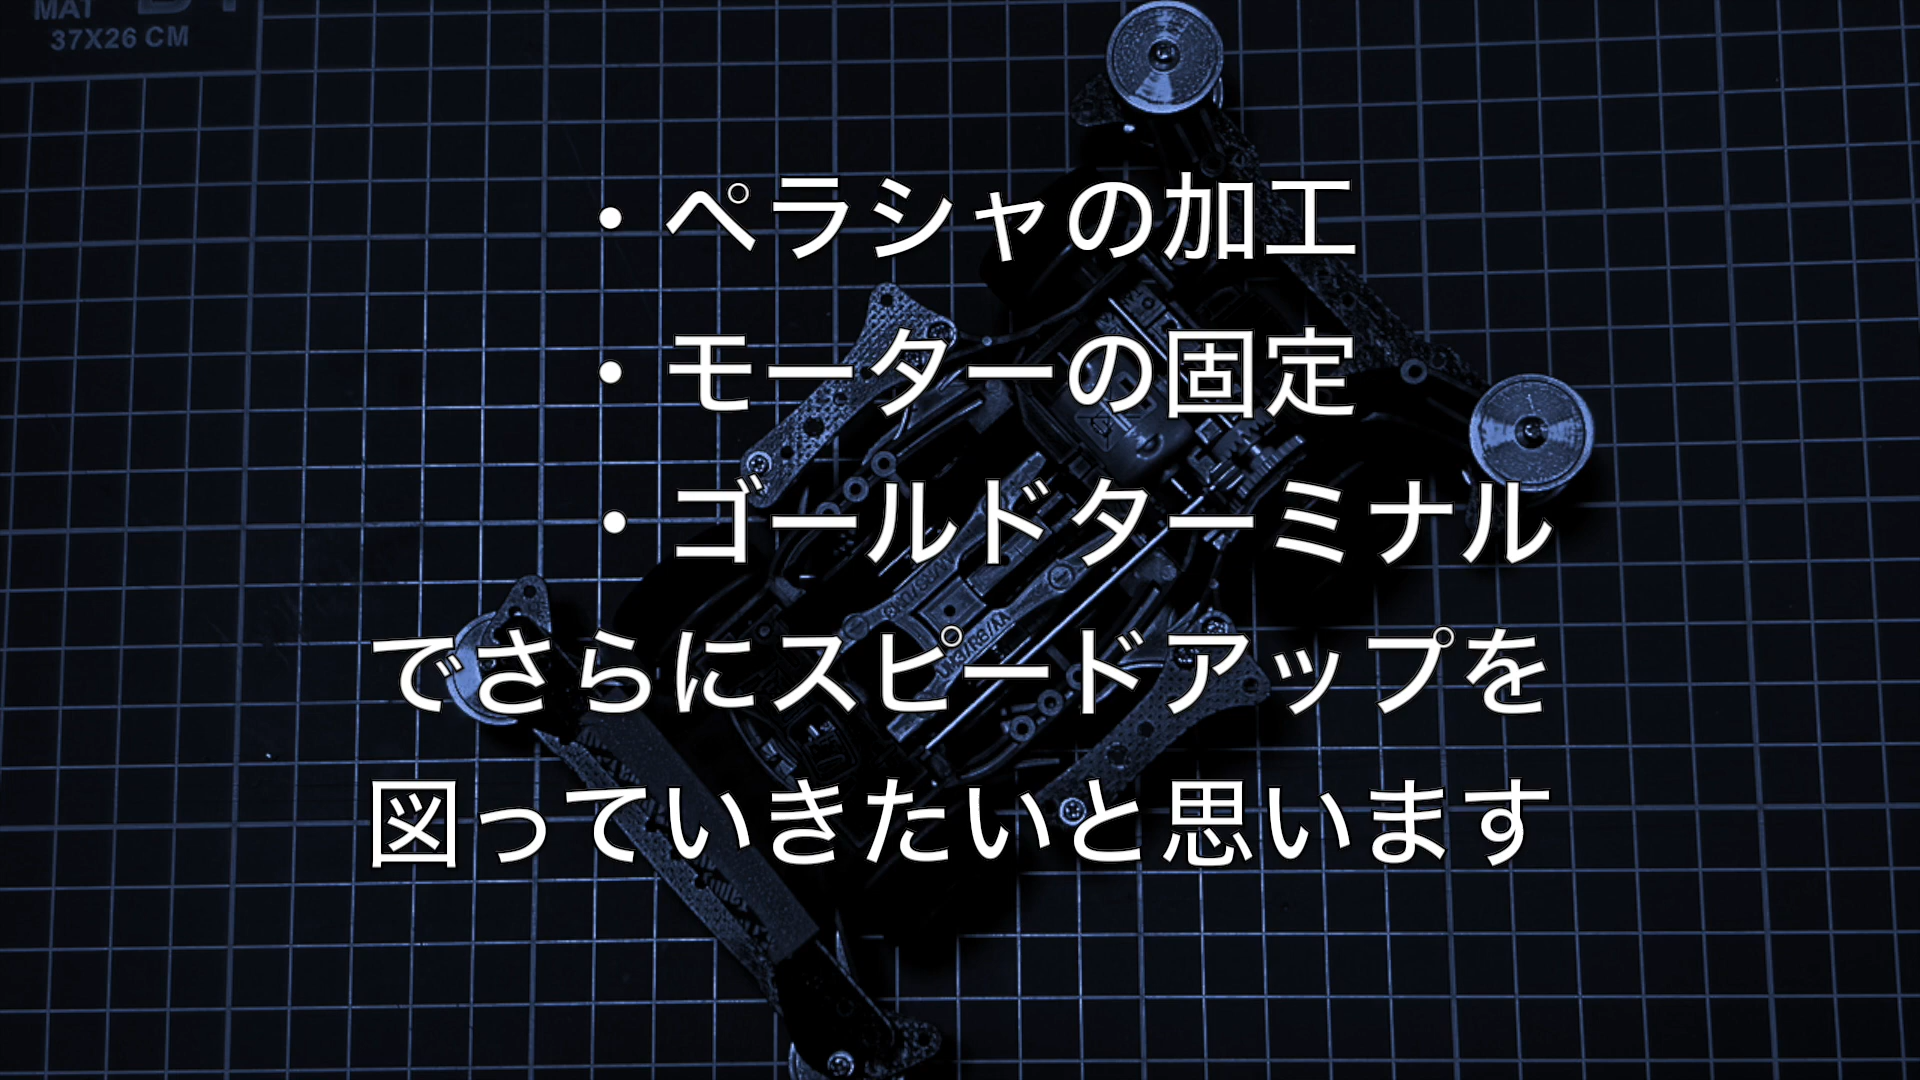 MAT
37X26 CM
・ペラシャの加工
・モーターの固定
・ゴールドターミナル
でさらにスピードアップを
図っていきたいと思います